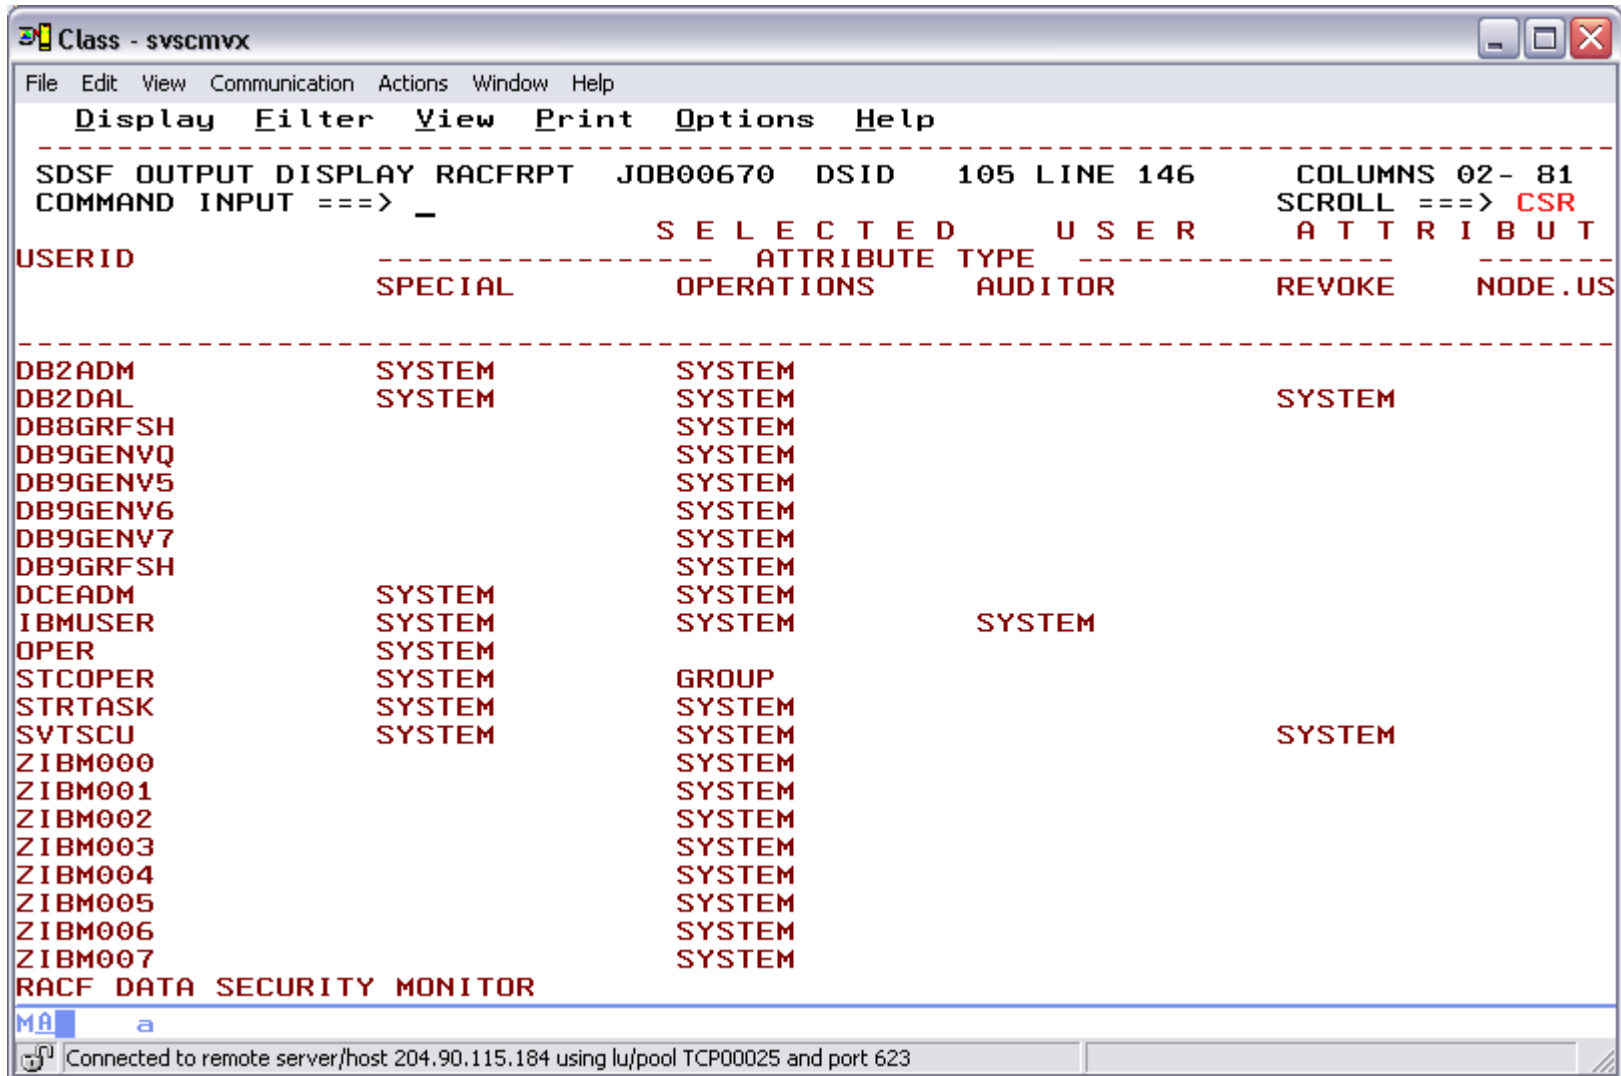 Class - svscmvx
File Edit View Communication Actions Window Help
Display Filter View Print Options Help
SDSF OUTPUT DISPLAY RACFRPT JOB00670 DSID 105 LINE 146 COLUMNS 02- 81
COMMAND INPUT ===> _ SCROLL ===> CSR
S E L E C T E D U S E R A T T R I B U T
USERID ----------------- ATTRIBUTE TYPE ---------------- -------
SPECIAL OPERATIONS AUDITOR REVOKE NODE.US
--------------------------------------------------------------------------------
DB2ADM SYSTEM SYSTEM
DB2DAL SYSTEM SYSTEM SYSTEM
DB8GRFSH SYSTEM
DB9GENVQ SYSTEM
DB9GENV5 SYSTEM
DB9GENV6 SYSTEM
DB9GENV7 SYSTEM
DB9GRFSH SYSTEM
DCEADM SYSTEM SYSTEM
IBMUSER SYSTEM SYSTEM SYSTEM
OPER SYSTEM
STCOPER SYSTEM GROUP
STRTASK SYSTEM SYSTEM
SVTSCU SYSTEM SYSTEM SYSTEM
ZIBM000 SYSTEM
ZIBM001 SYSTEM
ZIBM002 SYSTEM
ZIBM003 SYSTEM
ZIBM004 SYSTEM
ZIBM005 SYSTEM
ZIBM006 SYSTEM
ZIBM007 SYSTEM
RACF DATA SECURITY MONITOR
MA a
Connected to remote server/host 204.90.115.184 using lu/pool TCP00025 and port 623